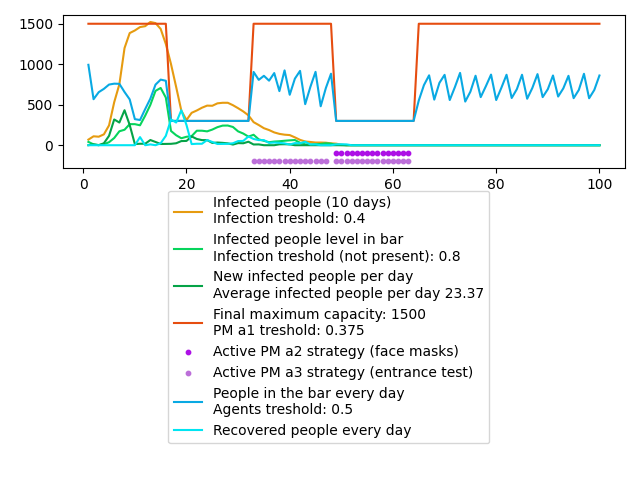 1500
1000
500
0
0
20
40
60
80
100
Infected people (10 days)
Infection treshold: 0.4
Infected people level in bar
Infection treshold (not present): 0.8
New infected people per day
Average infected people per day 23.37
Final maximum capacity: 1500
PM a1 treshold: 0.375
Active PM a2 strategy (face masks)
Active PM a3 strategy (entrance test)
People in the bar every day
Agents treshold: 0.5
Recovered people every day